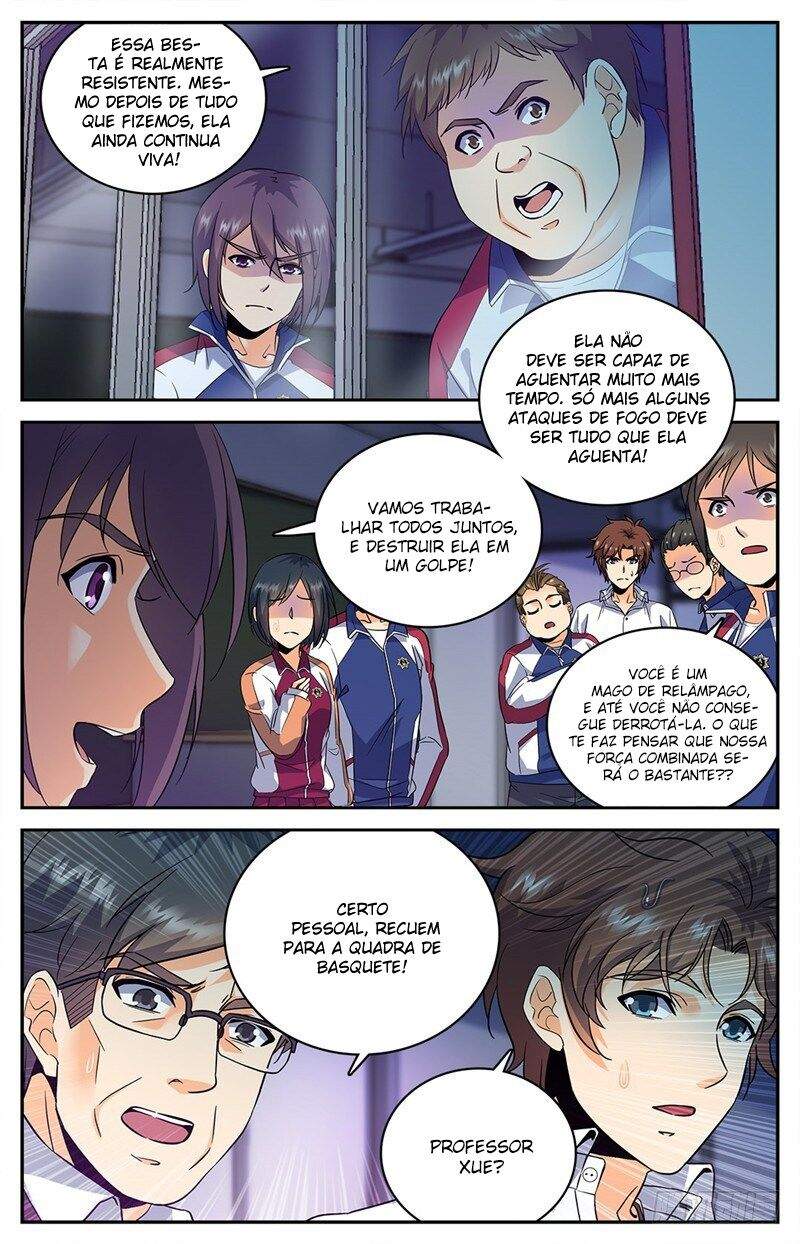 ESSA BES-
TA É REALMENTE
RESISTENTE. MES-
MO DEPOIS DE TUDO
QUE FIZEMOS, ELA
AINDA CONTINUA
VIVA!
ELA NÃO
DEVE SER CAPAZ DE
AGUENTAR MUITO MAIS
TEMPO. SÓ MAIS ALGUNS
ATAQUES DE FOGO DEVE
SER TUDO QUE ELA
AGUENTA!
VAMOS TRABA-
LHAR TODOS JUNTOS,
E DESTRUIR ELA EM
UM GOLPE!
VOCÊ É UM
MAGO DE RELÂMPAGO,
E ATÉ VOCÊ NÃO CONSE-
GUE DERROTÁ-LA. O QUE
TE FAZ PENSAR QUE NOSSA
FORÇA COMBINADA SE-
RÁ O BASTANTE??
CERTO
PESSOAL, RECUEM
PARA A QUADRA DE
BASQUETE!
PROFESSOR
XUE?